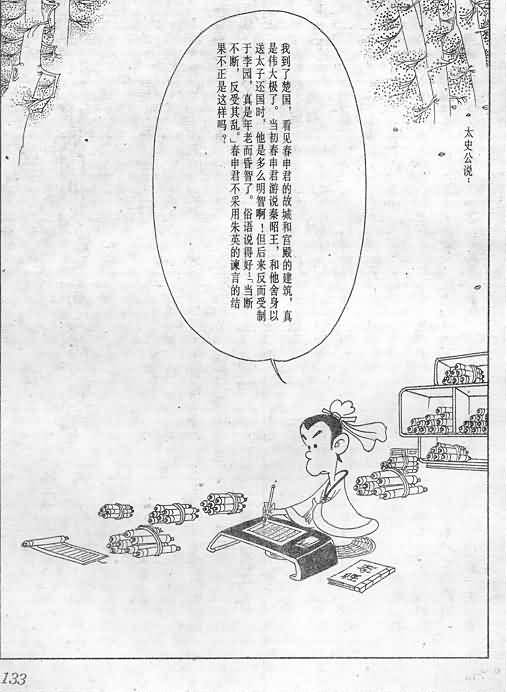 太史公说：
我到了楚国，看见春申君的故城和宫殿的建筑，真
是伟大极了。当初春申君游说秦昭王，和他舍身以
送太子还国时，他是多么明智啊！但后来反而受制
于李园，真是年老而昏智了。俗语说得好：“当断
不断，反受其乱。”春申君不采用朱英的谏言的结
果不正是这样吗？
133